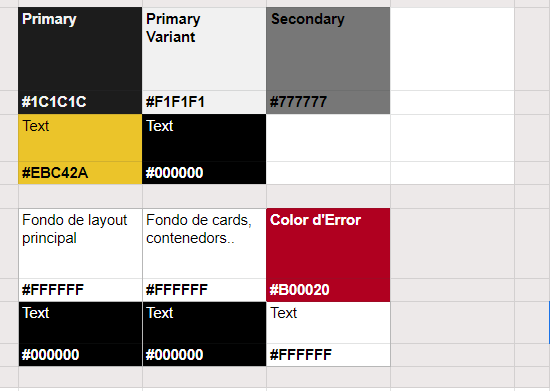 Primary
Primary
Variant
Secondary
#1C1C1C
#F1F1F1
#777777
Text
Text
#EBC42A
#000000
Fondo de layout
principal
Fondo de cards,
contenedors..
Color d'Error
#FFFFFF
#FFFFFF
#B00020
Text
Text
Text
#000000
#000000
#FFFFFF